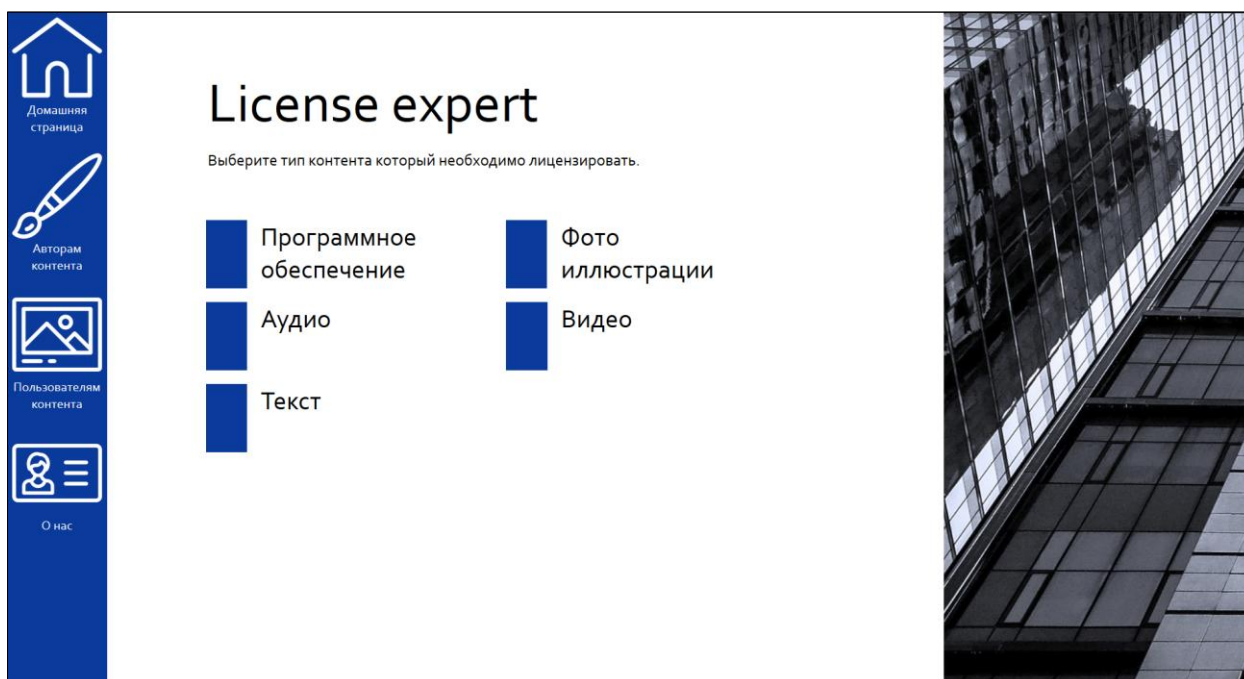 Домашняя
страница
Авторам
контента
Пользователям
контента
О нас
License expert
Выберите тип контента который необходимо лицензировать.
Программное
обеспечение
Фото
иллюстрации
Аудио
Видео
Текст